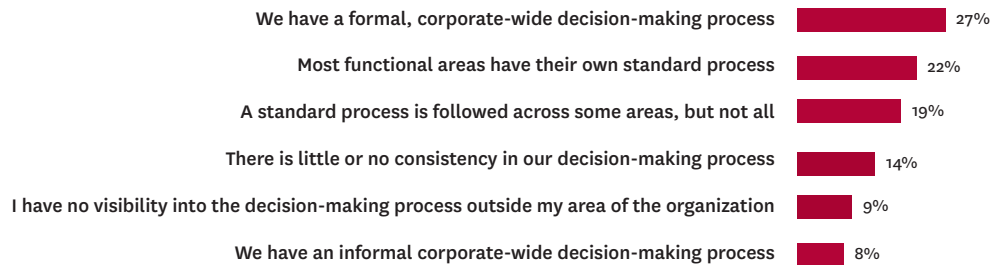 We have a formal, corporate-wide decision-making process 27%
Most functional areas have their own standard process 22%
A standard process is followed across some areas, but not all 19%
There is little or no consistency in our decision-making process 14%
I have no visibility into the decision-making process outside my area of the organization 9%
We have an informal corporate-wide decision-making process 8%